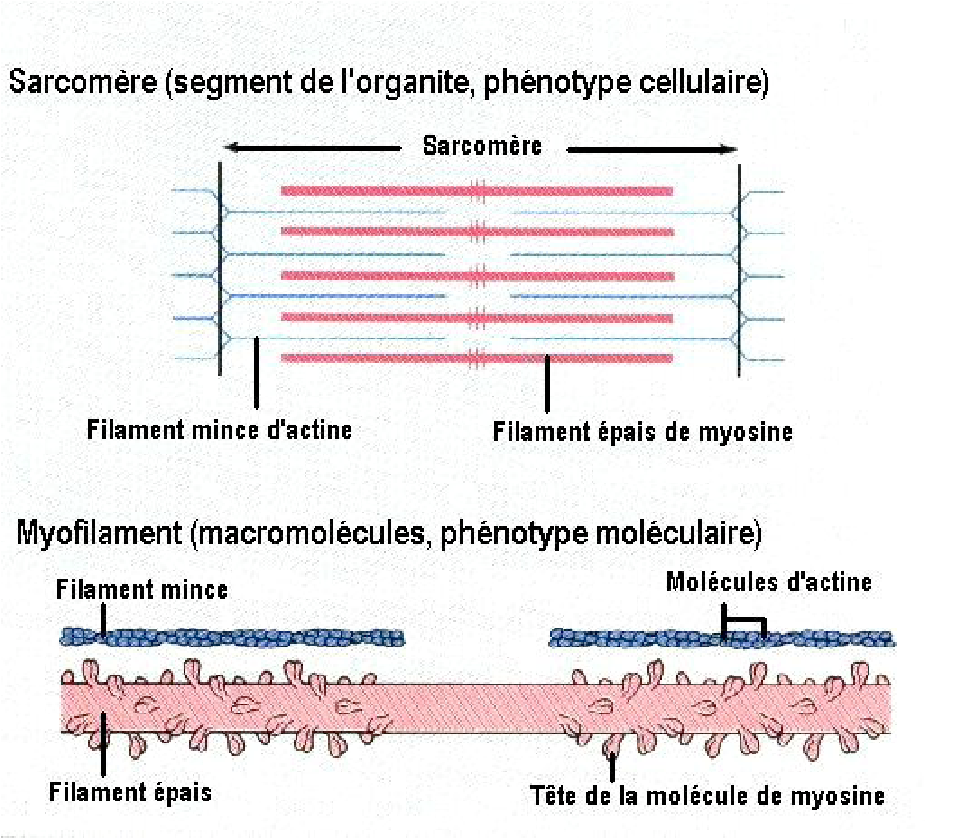 Sarcomère (segment de l'organite, phénotype cellulaire)
Sarcomère
Filament mince d'actine
Filament épais de myosine
Myofilament (macromolécules, phénotype moléculaire)
Filament mince
Molécules d'actine
Filament épais
Tête de la molécule de myosine